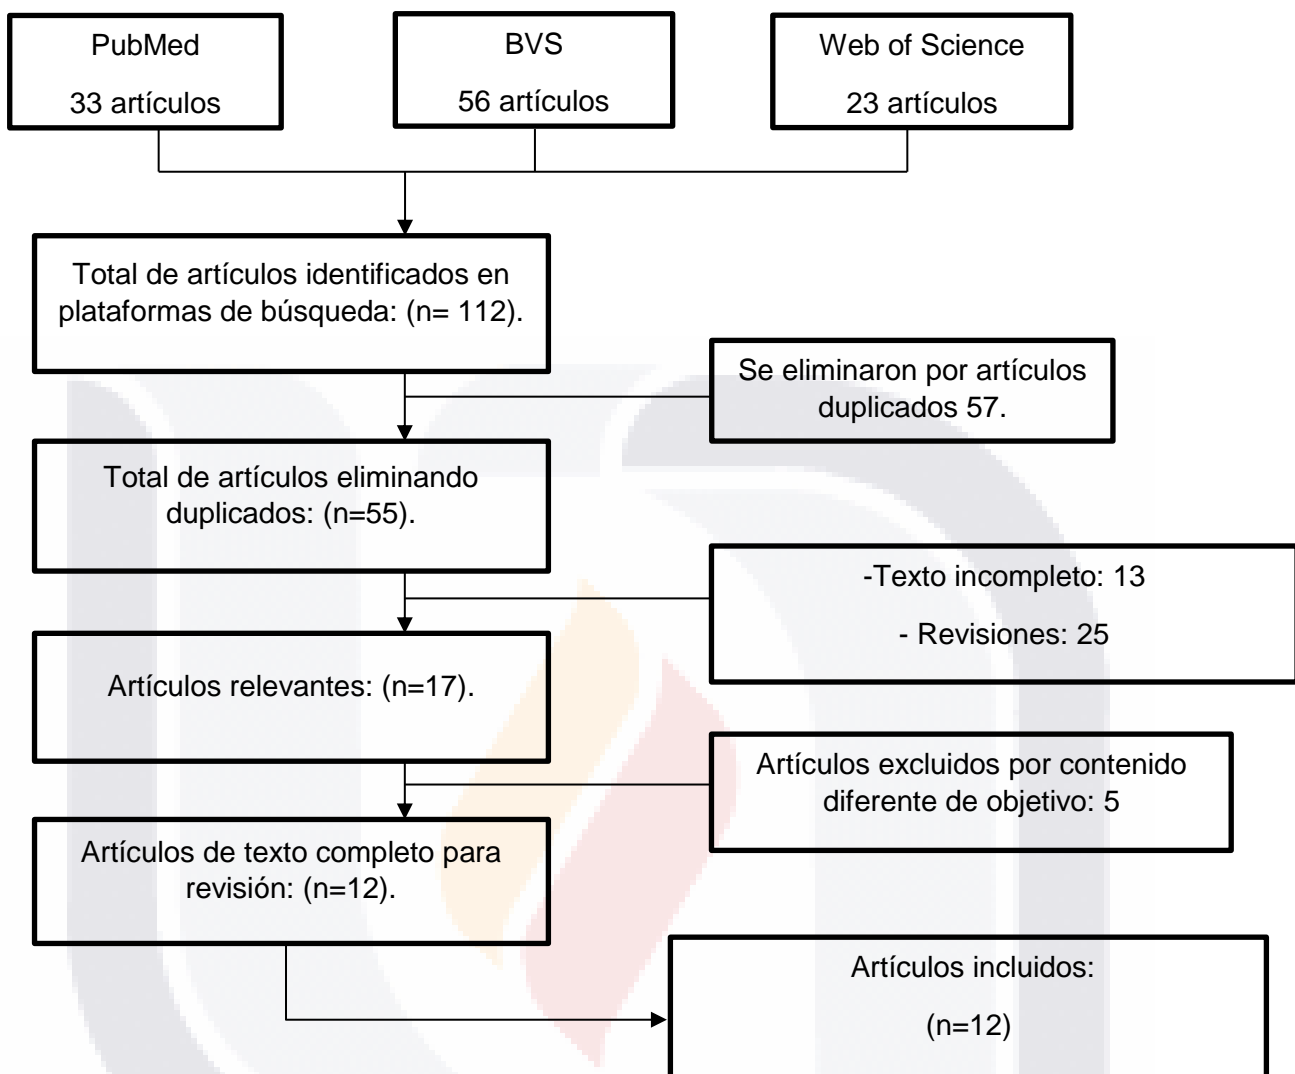 PubMed
33 artículos
BVS
56 artículos
Web of Science
23 artículos
Total de artículos identificados en
plataformas de búsqueda: (n= 112).
Se eliminaron por artículos
duplicados 57.
Total de artículos eliminando
duplicados: (n=55).
-Texto incompleto: 13
- Revisiones: 25
Artículos relevantes: (n=17).
Artículos excluidos por contenido
diferente de objetivo: 5
Artículos de texto completo para
revisión: (n=12).
Artículos incluidos:
(n=12)